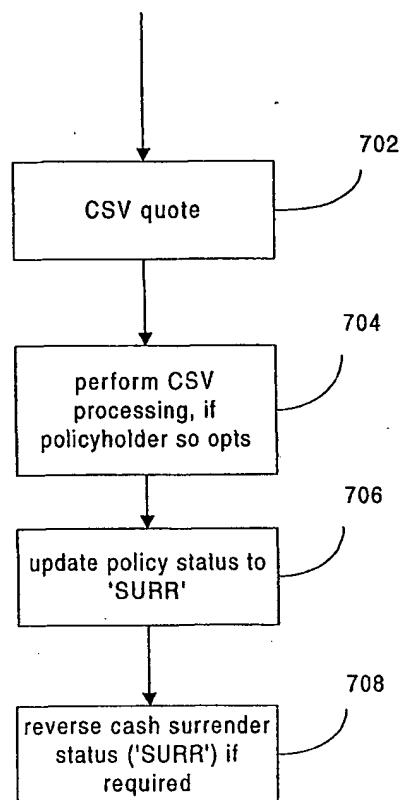 702
CSV quote
704
perform CSV
processing, if
policyholder so opts
706
update policy status to
'SURR'
708
reverse cash surrender
status ('SURR') if
required